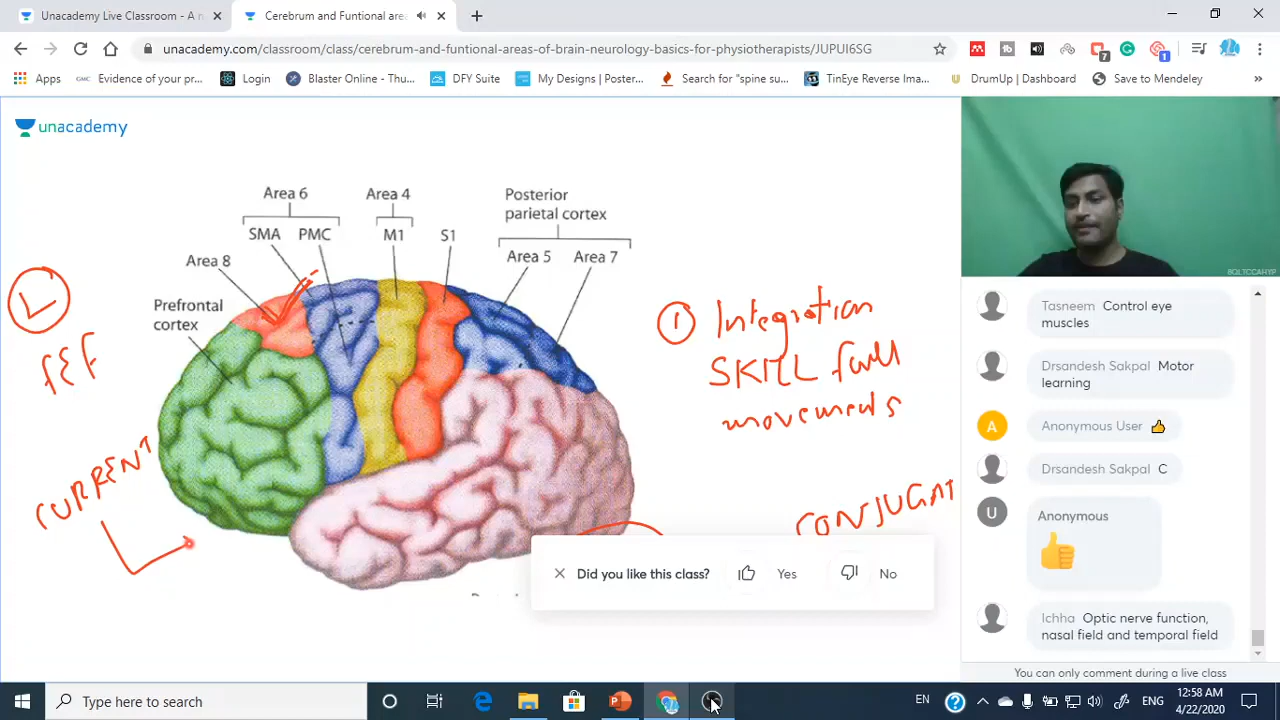 Unacademy Live Classroom - A n
Cerebrum and Funtional area
unacademy.com/classroom/class/cerebrum-and-funtional-areas-of-brain-neurology-basics-for-physiotherapists/JUPUI6SG
7
1
Apps
GMC
Evidence of your pr...
Login
Blaster Online - Thu...
DFY Suite
My Designs | Poster...
Search for "spine su...
TinEye Reverse Ima...
DrumUp | Dashboard
Save to Mendeley
»
unacademy
Area 6
Area 4
Posterior
parietal cortex
SMA PMC
M1
S1
Area 5
Area 7
Area 8
Prefrontal
cortex
FEF
CURRENT
① Integration
SKILL full
movements
CONJUGAT
Did you like this class?
Yes
No
Tasneem Control eye
muscles
Drsandesh Sakpal Motor
learning
A
Anonymous User
Drsandesh Sakpal C
U
Anonymous
Ichha Optic nerve function,
nasal field and temporal field
You can only comment during a live class
Type here to search
EN
ENG
12:58 AM
4/22/2020